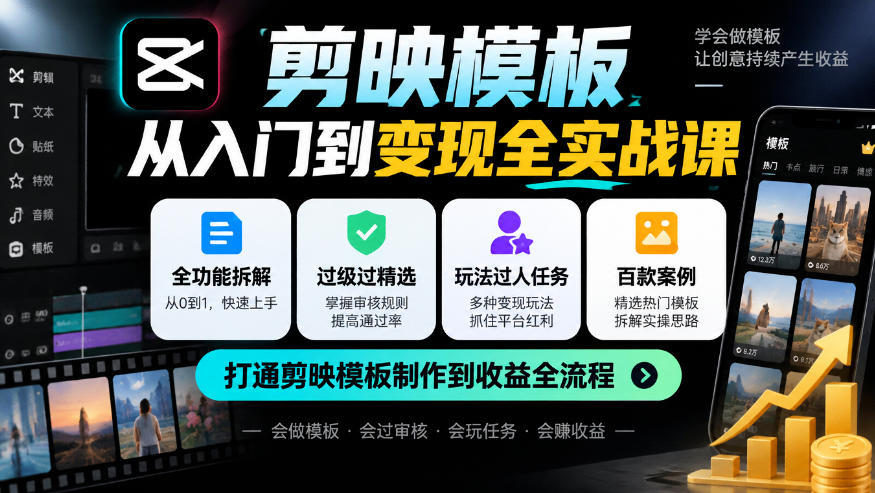 学会做模板
让创意持续产生收益
剪映模板
从入门到变现全实战课
剪辑
文本
贴纸
特效
音频
模板
全功能拆解
从0到1，快速上手
过级过精选
掌握审核规则
提高通过率
玩法过人任务
多种变现玩法
抓住平台红利
百款案例
精选热门模板
拆解实操思路
打通剪映模板制作到收益全流程
— 会做模板 · 会过审核 · 会玩任务 · 会赚收益 —
模板
热门 卡点 旅行 日常
12.3万
8.6万
9.2万